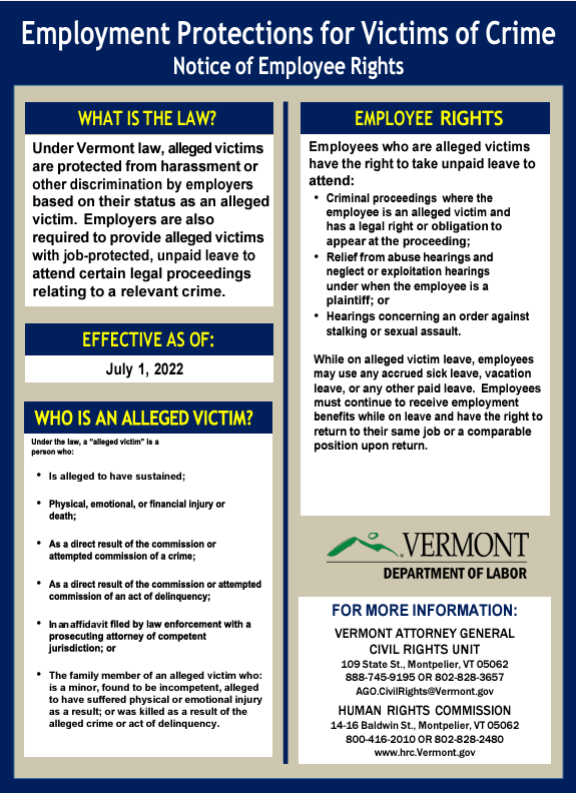 Employment Protections for Victims of Crime
Notice of Employee Rights
WHAT IS THE LAW?
Under Vermont law, alleged victims
are protected from harassment or
other discrimination by employers
based on their status as an alleged
victim. Employers are also
required to provide alleged victims
with job-protected, unpaid leave to
attend certain legal proceedings
relating to a relevant crime.
EFFECTIVE AS OF:
July 1, 2022
WHO IS AN ALLEGED VICTIM?
Under the law, a "alleged victim" is a
person who:
• Is alleged to have sustained;
• Physical, emotional, or financial injury or
death;
• As a direct result of the commission or
attempted commission of a crime;
• As a direct result of the commission or attempted
commission of an act of delinquency;
• In an affidavit filed by law enforcement with a
prosecuting attorney of competent
jurisdiction; or
• The family member of an alleged victim who:
is a minor, found to be incompetent, alleged
to have suffered physical or emotional injury
as a result; or was killed as a result of the
alleged crime or act of delinquency.
EMPLOYEE RIGHTS
Employees who are alleged victims
have the right to take unpaid leave to
attend:
• Criminal proceedings where the
employee is an alleged victim and
has a legal right or obligation to
appear at the proceeding;
• Relief from abuse hearings and
neglect or exploitation hearings
under when the employee is a
plaintiff; or
• Hearings concerning an order against
stalking or sexual assault.
While on alleged victim leave, employees
may use any accrued sick leave, vacation
leave, or any other paid leave. Employees
must continue to receive employment
benefits while on leave and have the right to
return to their same job or a comparable
position upon return.
VERMONT
DEPARTMENT OF LABOR
FOR MORE INFORMATION:
VERMONT ATTORNEY GENERAL
CIVIL RIGHTS UNIT
109 State St., Montpelier, VT 05062
888-745-9195 OR 802-828-3657
AGO.CivilRights@Vermont.gov
HUMAN RIGHTS COMMISSION
14-16 Baldwin St., Montpelier, VT 05062
800-416-2010 OR 802-828-2480
www.hrc.Vermont.gov